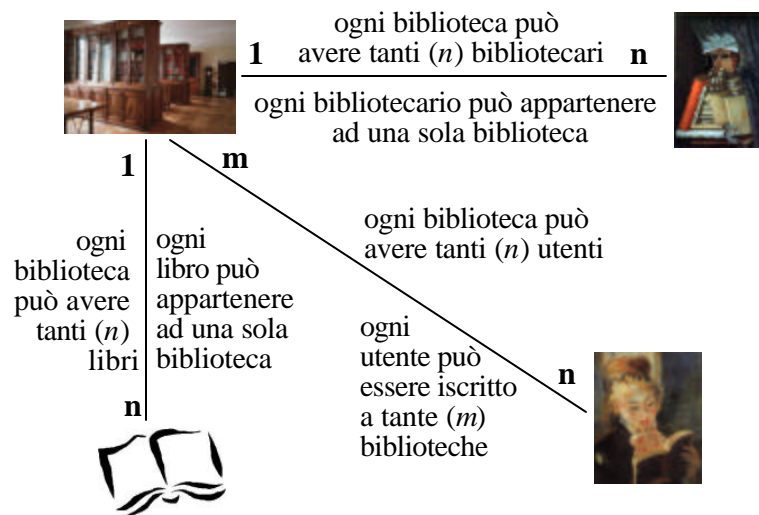 ogni biblioteca può
avere tanti (n) bibliotecari
1
n
ogni bibliotecario può appartenere
ad una sola biblioteca
1
m
ogni biblioteca può
avere tanti (n) utenti
ogni
biblioteca
può avere
tanti (n)
libri
ogni
libro può
appartenere
ad una sola
biblioteca
ogni
utente può
essere iscritto
a tante (m)
biblioteche
n
n